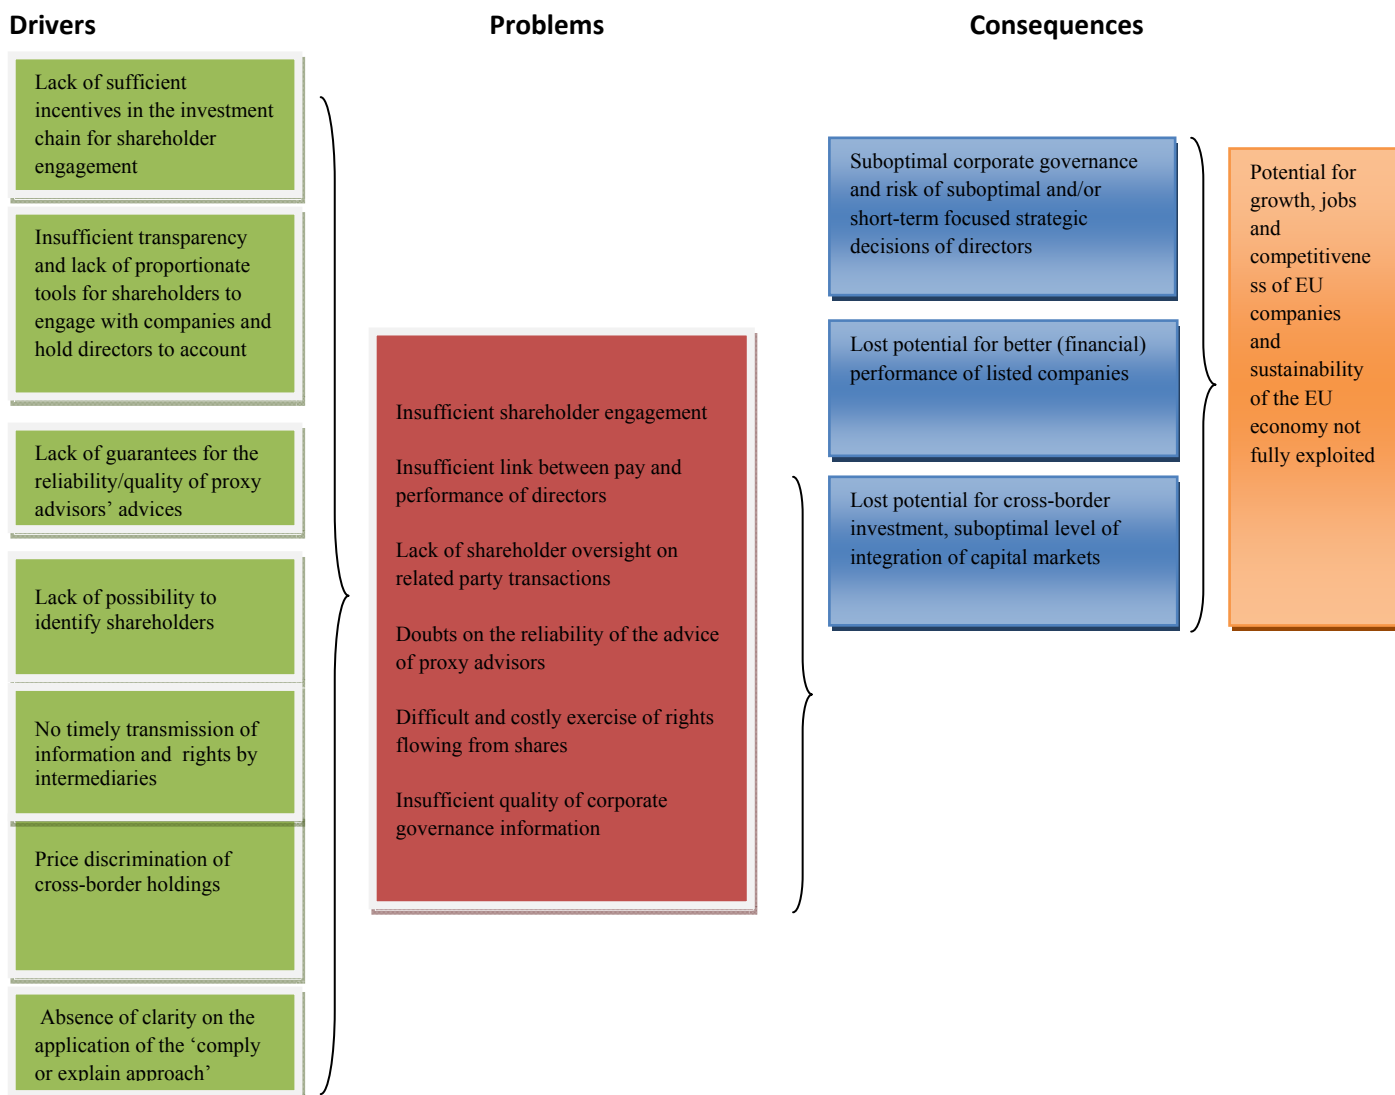 Drivers
Problems
Consequences
Lack of sufficient
incentives in the investment
chain for shareholder
engagement
Insufficient transparency
and lack of proportionate
tools for shareholders to
engage with companies and
hold directors to account
Lack of guarantees for the
reliability/quality of proxy
advisors’ advices
Lack of possibility to
identify shareholders
No timely transmission of
information and rights by
intermediaries
Price discrimination of
cross-border holdings
Absence of clarity on the
application of the ‘comply
or explain approach’
Insufficient shareholder engagement
Insufficient link between pay and
performance of directors
Lack of shareholder oversight on
related party transactions
Doubts on the reliability of the advice
of proxy advisors
Difficult and costly exercise of rights
flowing from shares
Insufficient quality of corporate
governance information
Suboptimal corporate governance
and risk of suboptimal and/or
short-term focused strategic
decisions of directors
Lost potential for better (financial)
performance of listed companies
Lost potential for cross-border
investment, suboptimal level of
integration of capital markets
Potential for
growth, jobs
and
competitivene
ss of EU
companies
and
sustainability
of the EU
economy not
fully exploited